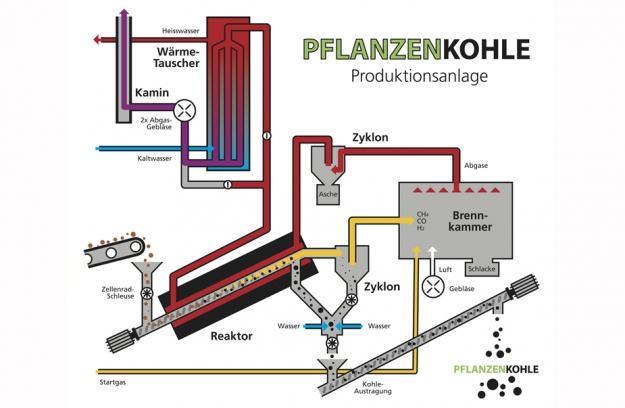 PFLANZENKOHLE
Produktionsanlage
Heisswasser
Wärme-
Tauscher
Kamin
2x Abgas-
Gebläse
Kaltwasser
Zyklon
Asche
Abgase
CH₄
CO
H₂
Brenn-
kammer
Luft
Schlacke
Gebläse
Zellenrad-
Schleuse
Zyklon
Reaktor
Wasser
Wasser
Startgas
Kohle-
Austragung
PFLANZENKOHLE